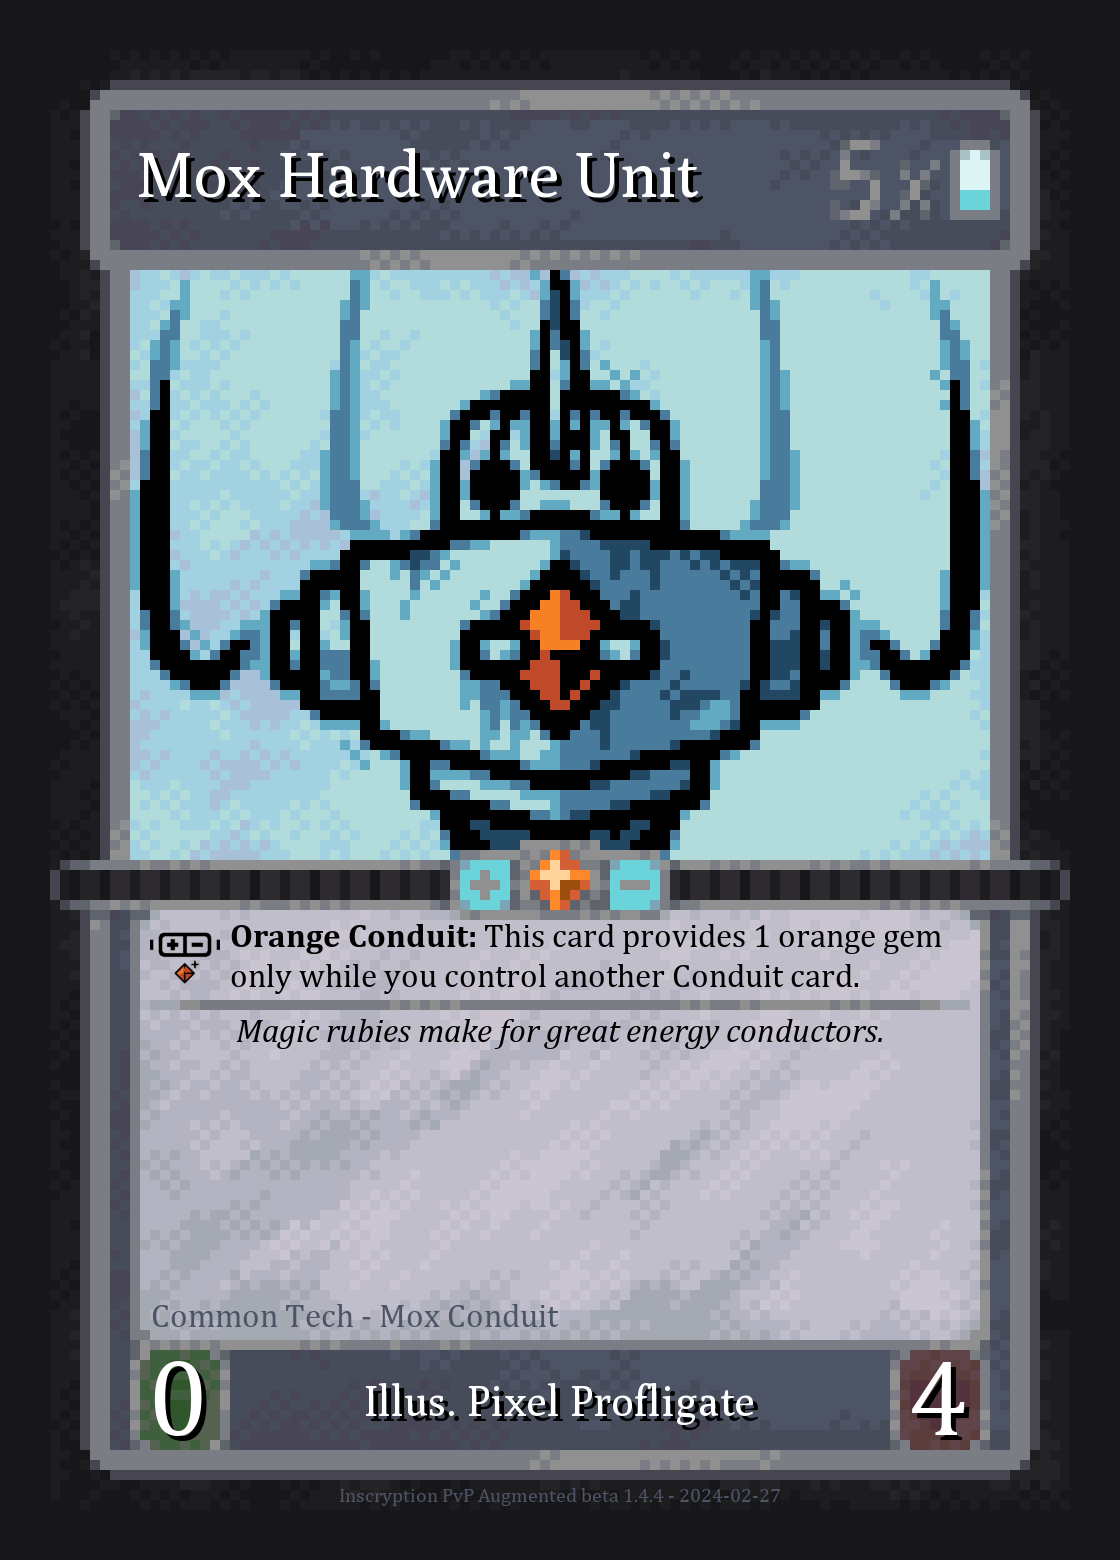 Mox Hardware Unit 5x
Orange Conduit: This card provides 1 orange gem
only while you control another Conduit card.
Magic rubies make for great energy conductors.
Common Tech - Mox Conduit
0 Illus. Pixel Profligate 4
Inscryption PvP Augmented beta 1.4.4 - 2024-02-27